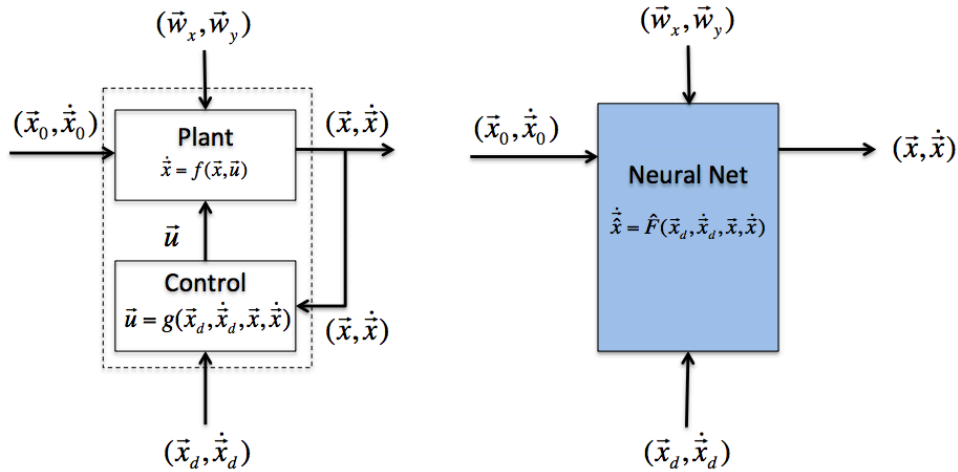 (w⃗ₓ, w⃗ᵧ)
(x⃗₀, ẋ⃗₀)
Plant
ẋ⃗ = f(x⃗, u⃗)
(x⃗, ẋ⃗)
u⃗
Control
u⃗ = g(x⃗_d, ẋ⃗_d, x⃗, ẋ⃗)
(x⃗, ẋ⃗)
(x⃗_d, ẋ⃗_d)
(w⃗ₓ, w⃗ᵧ)
(x⃗₀, ẋ⃗₀)
(x⃗, ẋ⃗)
Neural Net
x̂̇⃗ = F̂(x⃗_d, ẋ⃗_d, x⃗, ẋ⃗)
(x⃗_d, ẋ⃗_d)